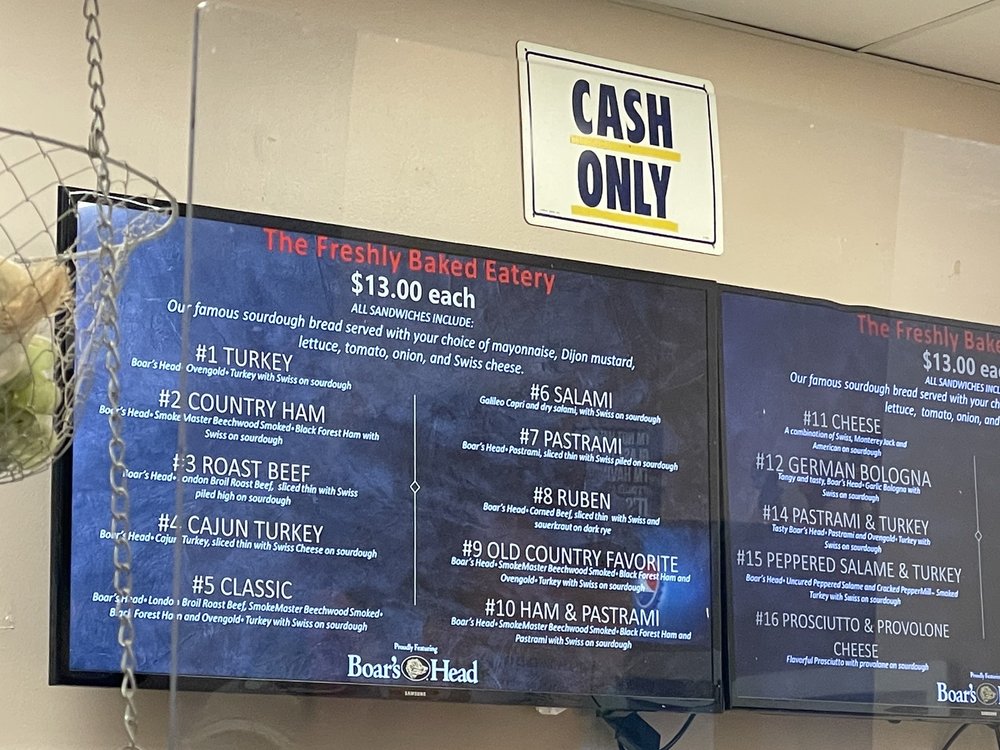 CASH
ONLY
The Freshly Baked Eatery
$13.00 each
ALL SANDWICHES INCLUDE:
Our famous sourdough bread served with your choice of mayonnaise, Dijon mustard,
lettuce, tomato, onion, and Swiss cheese.
#1 TURKEY
Boar's Head Ovengold• Turkey with Swiss on sourdough
#2 COUNTRY HAM
Boar's Head• Smoke Master Beechwood Smoked• Black Forest Ham with
Swiss on sourdough
#3 ROAST BEEF
Boar's Head• London Broil Roast Beef, sliced thin with Swiss
piled high on sourdough
#4 CAJUN TURKEY
Boar's Head• Cajun Turkey, sliced thin with Swiss Cheese on sourdough
#5 CLASSIC
Boar's Head• London Broil Roast Beef, SmokeMaster Beechwood Smoked•
Black Forest Ham and Ovengold• Turkey with Swiss on sourdough
#6 SALAMI
Galileo Capri and dry salami, with Swiss on sourdough
#7 PASTRAMI
Boar's Head• Pastrami, sliced thin with Swiss piled on sourdough
#8 RUBEN
Boar's Head• Corned Beef, sliced thin with Swiss and
sauerkraut on dark rye
#9 OLD COUNTRY FAVORITE
Boar's Head• SmokeMaster Beechwood Smoked• Black Forest Ham and
Ovengold• Turkey with Swiss on sourdough
#10 HAM & PASTRAMI
Boar's Head• SmokeMaster Beechwood Smoked• Black Forest Ham and
Pastrami with Swiss on sourdough
Proudly Featuring
Boar's Head
SAMSUNG
The Freshly Bake
$13.00 ea
ALL SANDWICHES INCL
Our famous sourdough bread served with your ch
lettuce, tomato, onion, and
#11 CHEESE
A combination of Swiss, Monterey Jack and
American on sourdough
#12 GERMAN BOLOGNA
Tangy and tasty, Boar's Head• Garlic Bologna with
Swiss on sourdough
#14 PASTRAMI & TURKEY
Tasty Boar's Head• Pastrami and Ovengold• Turkey with
Swiss on sourdough
#15 PEPPERED SALAME & TURKEY
Boar's Head• Uncured Peppered Salame and Cracked PepperMill• Smoked
Turkey with Swiss on sourdough
#16 PROSCIUTTO & PROVOLONE
CHEESE
Flavorful Prosciutto with provolone on sourdough
Proudly Featuring
Boar's